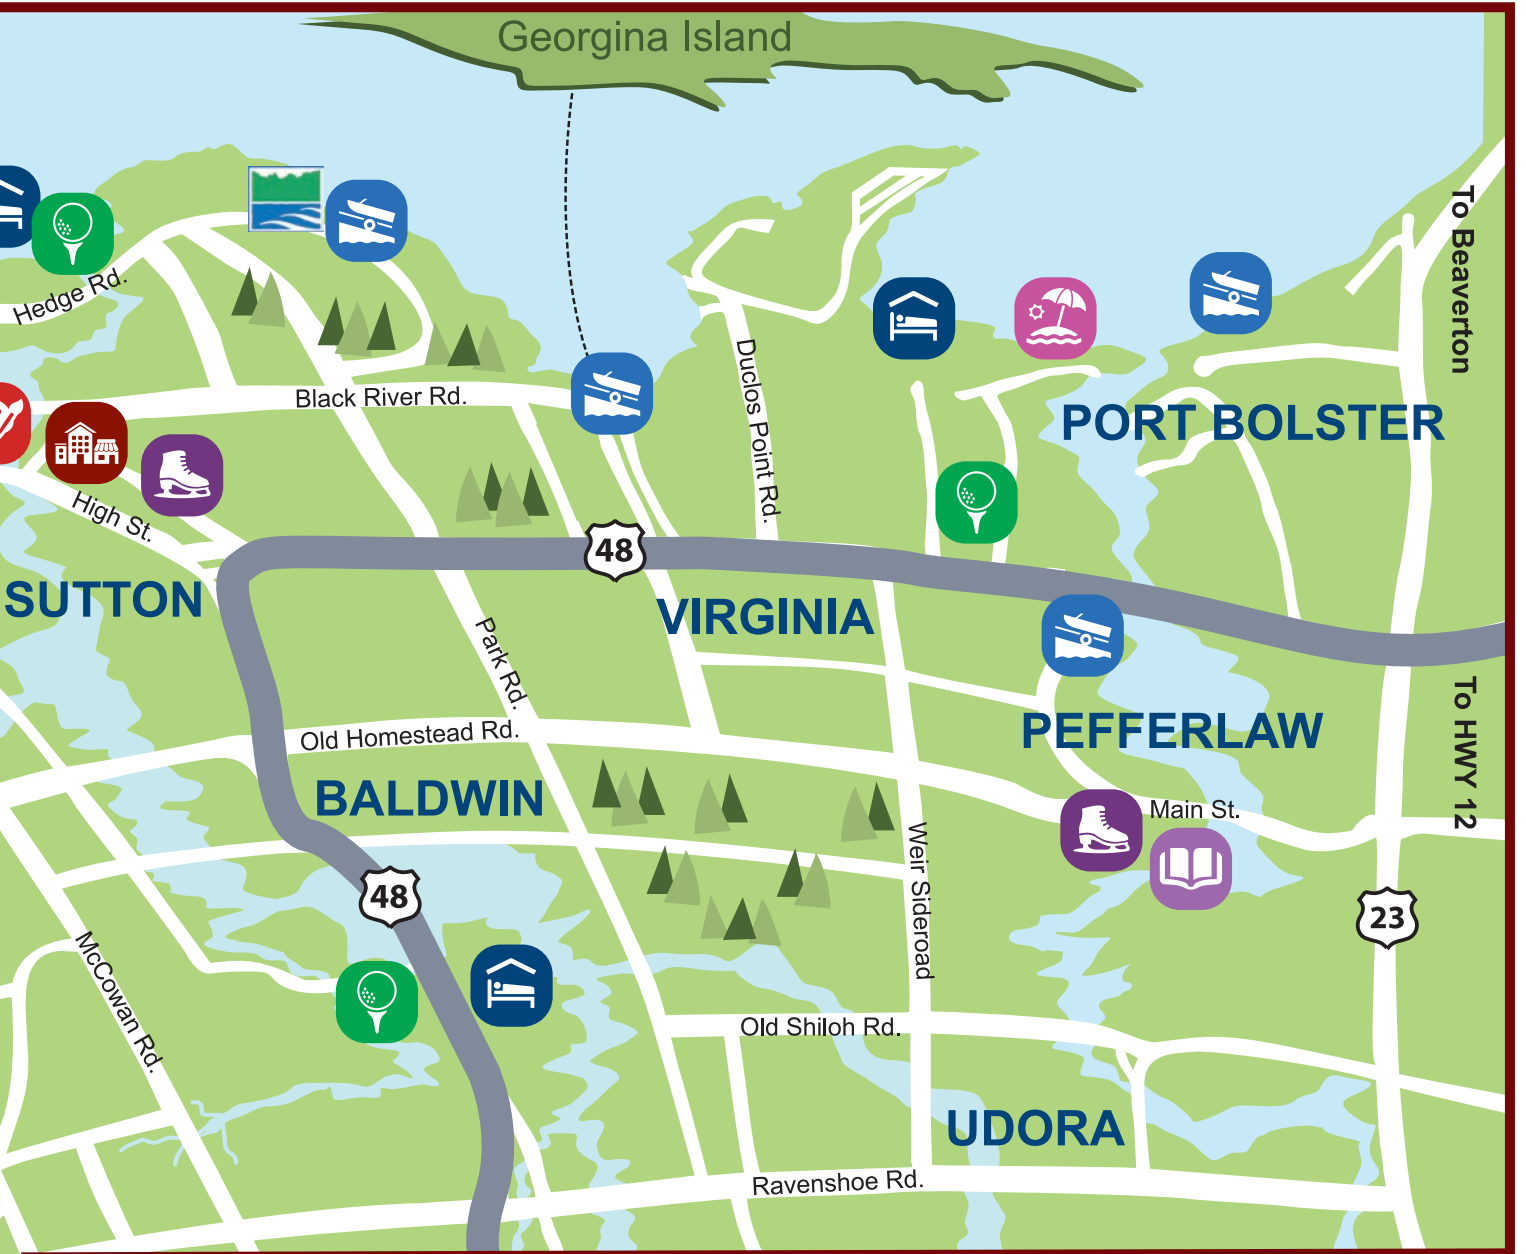 Georgina Island
To Beaverton
Hedge Rd.
Black River Rd.
Duclos Point Rd.
PORT BOLSTER
High St.
48
SUTTON
VIRGINIA
Park Rd.
To HWY 12
Old Homestead Rd.
PEFFERLAW
BALDWIN
Main St.
Weir Sideroad
48
23
McCowan Rd.
Old Shiloh Rd.
UDORA
Ravenshoe Rd.